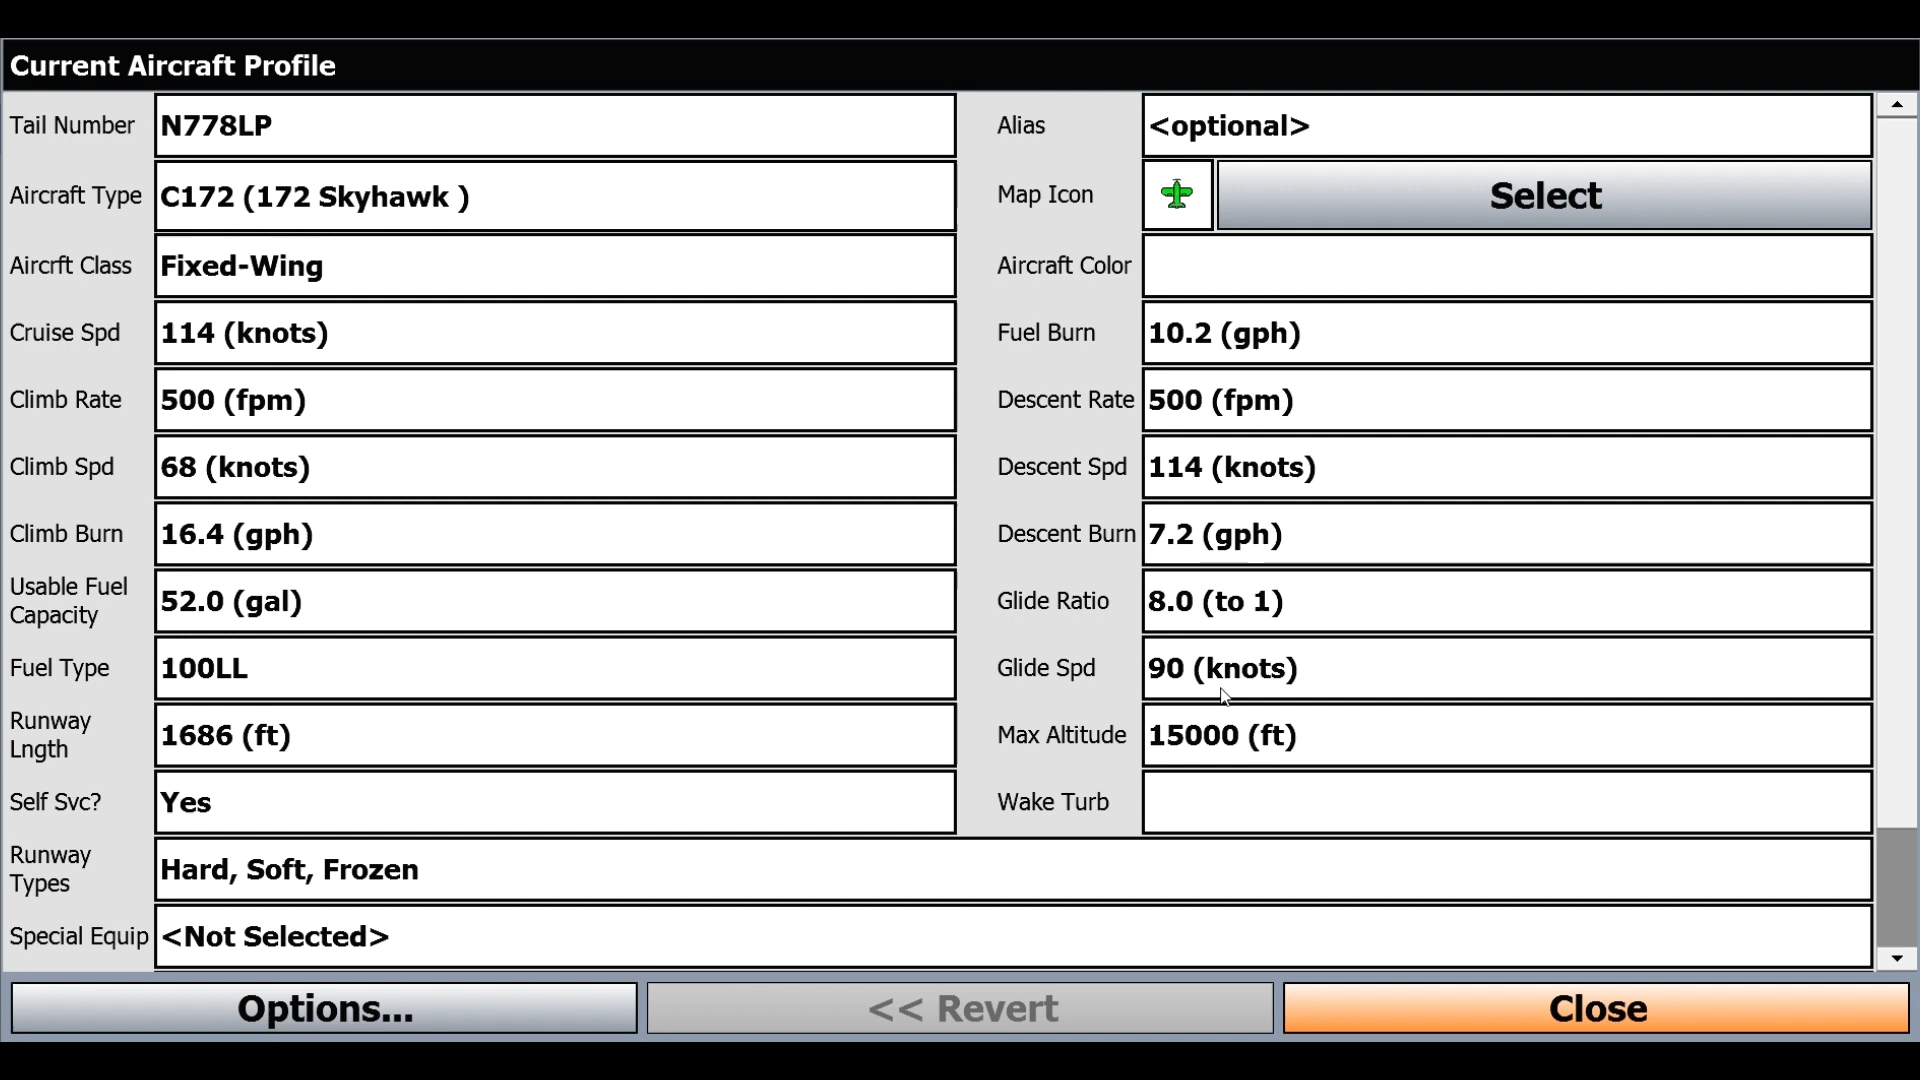 Current Aircraft Profile
Tail Number N778LP Alias <optional>
Aircraft Type C172 (172 Skyhawk ) Map Icon Select
Aircrft Class Fixed-Wing Aircraft Color
Cruise Spd 114 (knots) Fuel Burn 10.2 (gph)
Climb Rate 500 (fpm) Descent Rate 500 (fpm)
Climb Spd 68 (knots) Descent Spd 114 (knots)
Climb Burn 16.4 (gph) Descent Burn 7.2 (gph)
Usable Fuel
Capacity 52.0 (gal) Glide Ratio 8.0 (to 1)
Fuel Type 100LL Glide Spd 90 (knots)
Runway
Lngth 1686 (ft) Max Altitude 15000 (ft)
Self Svc? Yes Wake Turb
Runway
Types Hard, Soft, Frozen
Special Equip <Not Selected>
Options... << Revert Close